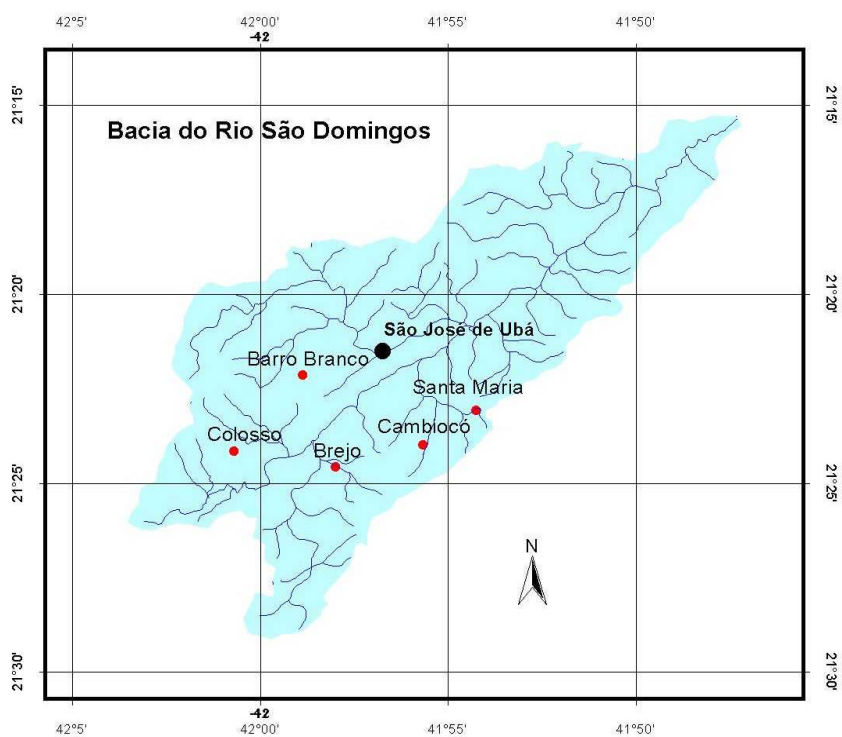 42°5' 42°00' 41°55' 41°50'
-42
21°15' 21°15'
Bacia do Rio São Domingos
21°20' 21°20'
São José de Ubá
Barro Branco
Santa Maria
Cambiocó
Colosso
Brejo
21°25' 21°25'
N
21°30' 21°30'
-42
42°5' 42°00' 41°55' 41°50'